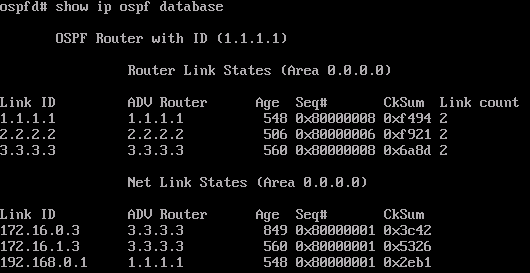 ospfd# show ip ospf database
OSPF Router with ID (1.1.1.1)
Router Link States (Area 0.0.0.0)
Link ID ADV Router Age Seq# CkSum Link count
1.1.1.1 1.1.1.1 548 0x80000008 0xf494 2
2.2.2.2 2.2.2.2 506 0x80000006 0xf921 2
3.3.3.3 3.3.3.3 560 0x80000008 0x6a8d 2
Net Link States (Area 0.0.0.0)
Link ID ADV Router Age Seq# CkSum
172.16.0.3 3.3.3.3 849 0x80000001 0x3c42
172.16.1.3 3.3.3.3 560 0x80000001 0x5326
192.168.0.1 1.1.1.1 548 0x80000001 0x2eb1